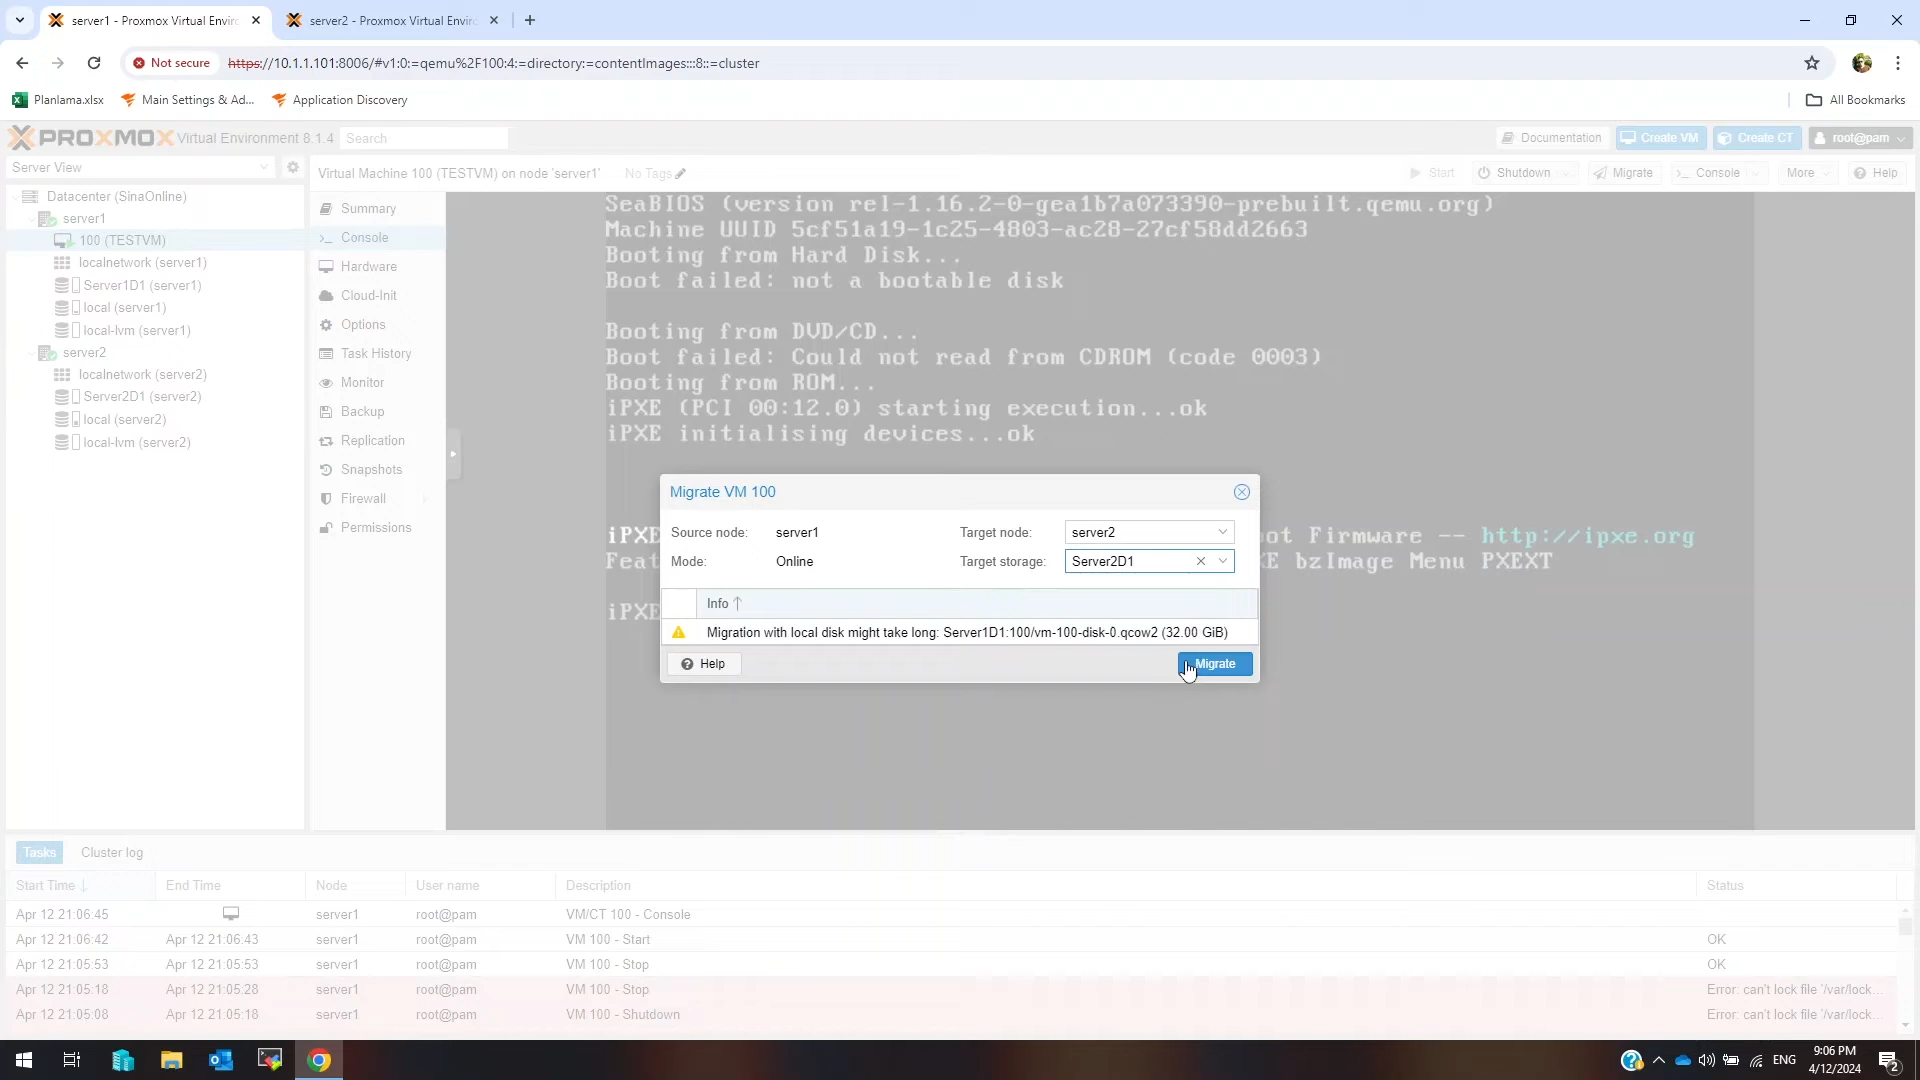 server1 - Proxmox Virtual Envir
server2 - Proxmox Virtual Envir
Not secure
https://10.1.1.101:8006/#v1:0:=qemu%2F100:4:=directory:=contentImages:::8::=cluster
Planlama.xlsx
Main Settings & Ad...
Application Discovery
All Bookmarks
PROXMOX Virtual Environment 8.1.4
Search
Documentation
Create VM
Create CT
root@pam
Server View
Virtual Machine 100 (TESTVM) on node 'server1'
No Tags
Start
Shutdown
Migrate
Console
More
Help
Datacenter (SinaOnline)
server1
100 (TESTVM)
localnetwork (server1)
Server1D1 (server1)
local (server1)
local-lvm (server1)
server2
localnetwork (server2)
Server2D1 (server2)
local (server2)
local-lvm (server2)
Summary
Console
Hardware
Cloud-Init
Options
Task History
Monitor
Backup
Replication
Snapshots
Firewall
Permissions
SeaBIOS (version rel-1.16.2-0-gea1b7a073390-prebuilt.qemu.org)
Machine UUID 5cf51a19-1c25-4803-ac28-27cf58dd2663
Booting from Hard Disk...
Boot failed: not a bootable disk
Booting from DVD/CD...
Boot failed: Could not read from CDROM (code 0003)
Booting from ROM...
iPXE (PCI 00:12.0) starting execution...ok
iPXE initialising devices...ok
iPXE
ot Firmware -- http://ipxe.org
Feat
KE bzImage Menu PXEXT
iPXE
Migrate VM 100
Source node: server1
Target node: server2
Mode: Online
Target storage: Server2D1
Info
Migration with local disk might take long: Server1D1:100/vm-100-disk-0.qcow2 (32.00 GiB)
Help
Migrate
Tasks
Cluster log
Start Time End Time Node User name Description Status
Apr 12 21:06:45 server1 root@pam VM/CT 100 - Console
Apr 12 21:06:42 Apr 12 21:06:43 server1 root@pam VM 100 - Start OK
Apr 12 21:05:53 Apr 12 21:05:53 server1 root@pam VM 100 - Stop OK
Apr 12 21:05:18 Apr 12 21:05:28 server1 root@pam VM 100 - Stop Error: can't lock file '/var/lock...
Apr 12 21:05:08 Apr 12 21:05:18 server1 root@pam VM 100 - Shutdown Error: can't lock file '/var/lock...
ENG
9:06 PM
4/12/2024
2